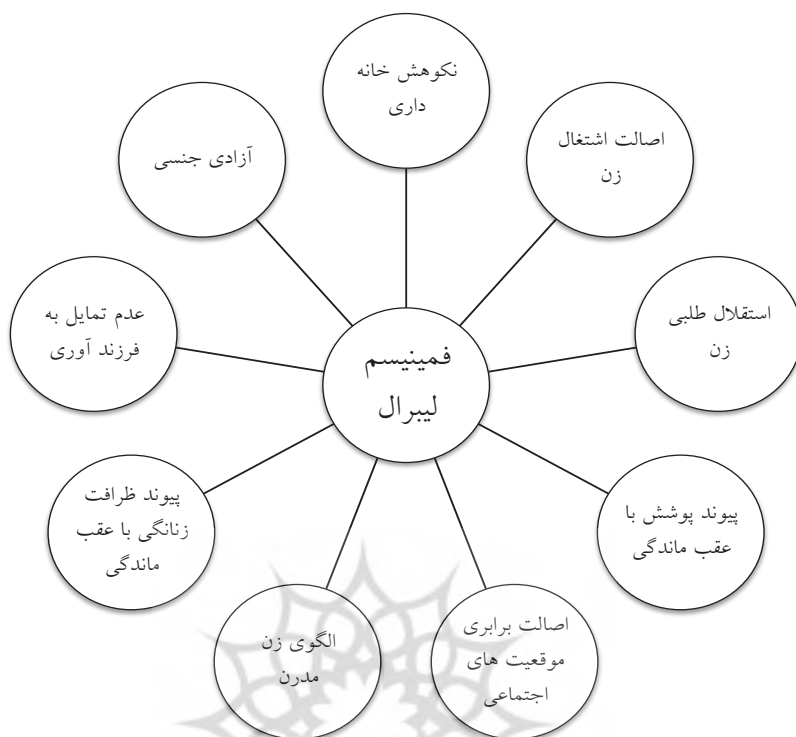 نکوهش خانه
داری
اصالت اشتغال
زن
استقلال طلبی
زن
پیوند پوشش با
عقب ماندگی
اصالت برابری
موقعیت های
اجتماعی
الگوی زن
مدرن
پیوند ظرافت
زنانگی با عقب
ماندگی
عدم تمایل به
فرزند آوری
آزادی جنسی
فمینیسم
لیبرال